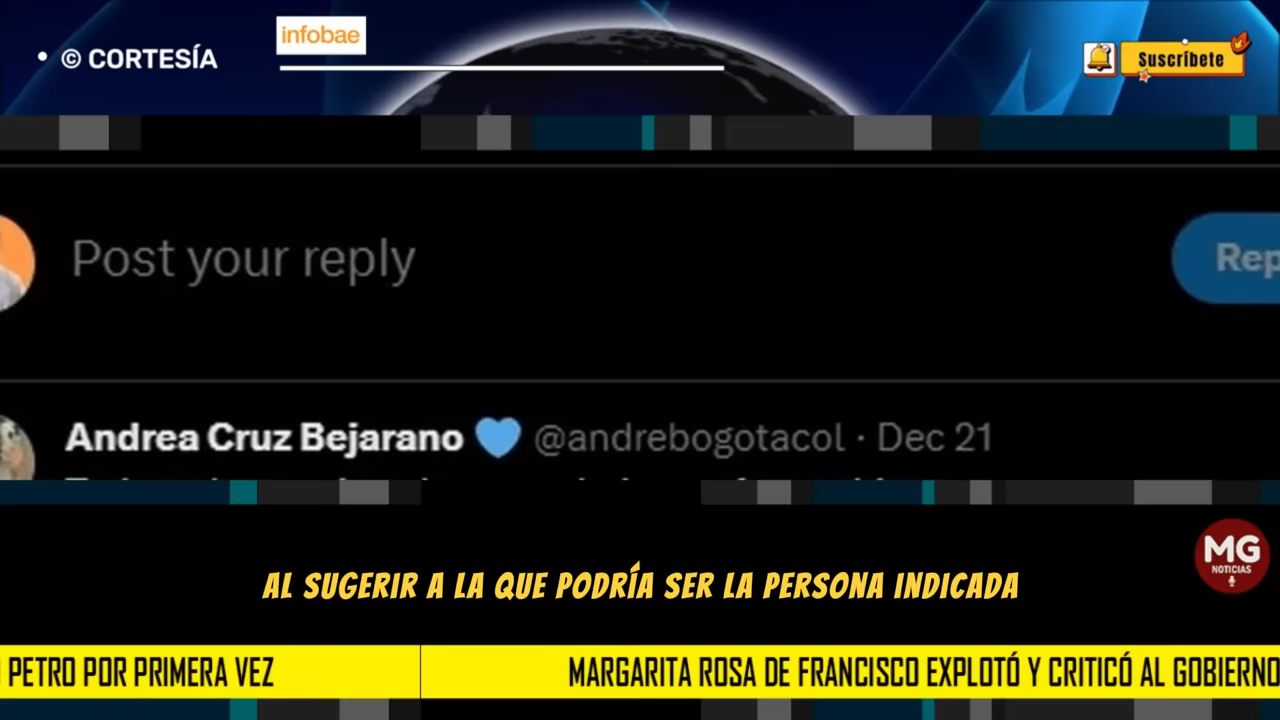 infobae
• © CORTESÍA
Suscríbete
Post your reply
Rep
Andrea Cruz Bejarano 💙 @andrebogotacol · Dec 21
MG
NOTICIAS
AL SUGERIR A LA QUE PODRÍA SER LA PERSONA INDICADA
PETRO POR PRIMERA VEZ
MARGARITA ROSA DE FRANCISCO EXPLOTÓ Y CRITICÓ AL GOBIERNO